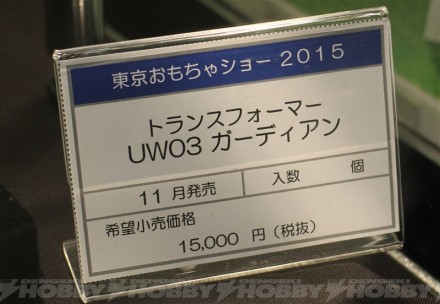 東京おもちゃショー 2015
トランスフォーマー
UW03 ガーディアン
11 月発売
入数 個
希望小売価格
15,000 円 (税抜)
HOBBY HOBBY HOBBY HOBBY